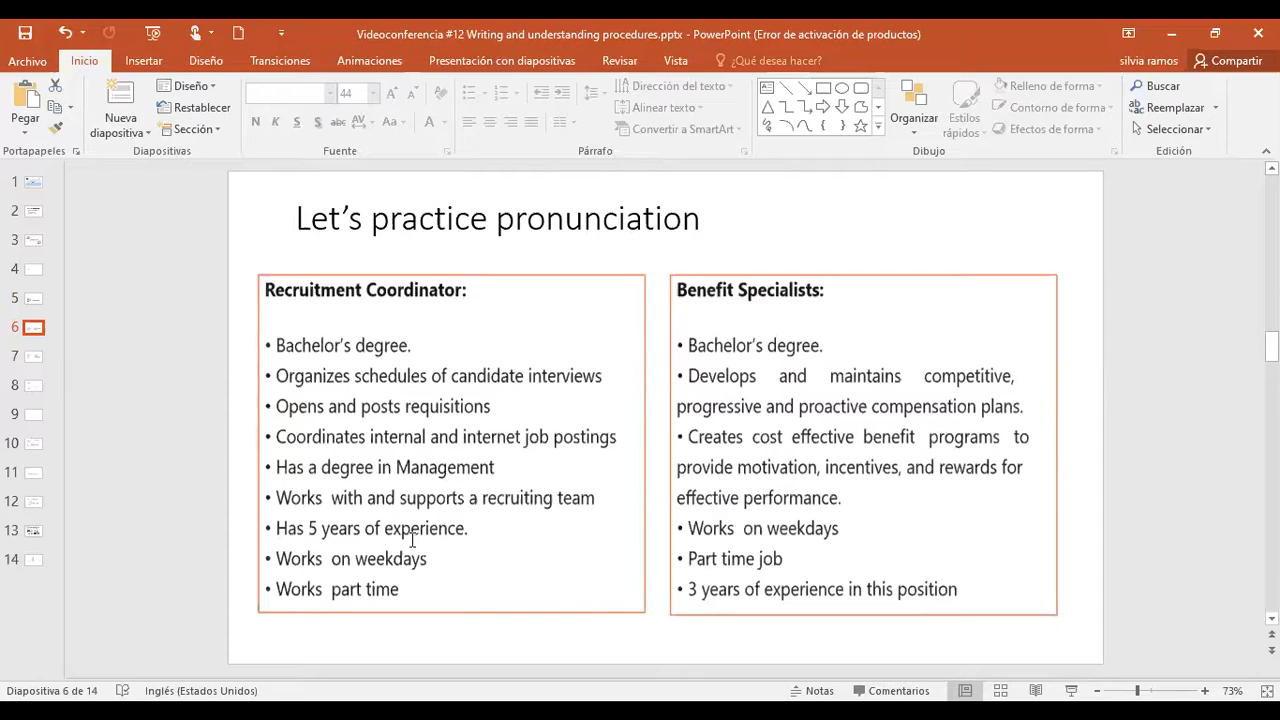 Videoconferencia #12 Writing and understanding procedures.pptx - PowerPoint (Error de activación de productos)
Archivo Inicio Insertar Diseño Transiciones Animaciones Presentación con diapositivas Revisar Vista ¿Qué desea hacer? silvia ramos Compartir
Pegar
Nueva diapositiva
Diseño
Restablecer
Sección
44
N K S abc AV Aa A
Dirección del texto
Alinear texto
Convertir a SmartArt
Organizar
Estilos rápidos
Relleno de forma
Contorno de forma
Efectos de forma
Buscar
Reemplazar
Seleccionar
Portapapeles Diapositivas Fuente Párrafo Dibujo Edición
1
2
3
4
5
6
7
8
9
10
11
12
13
14
Let’s practice pronunciation
Recruitment Coordinator:
• Bachelor’s degree.
• Organizes schedules of candidate interviews
• Opens and posts requisitions
• Coordinates internal and internet job postings
• Has a degree in Management
• Works with and supports a recruiting team
• Has 5 years of experience.
• Works on weekdays
• Works part time
Benefit Specialists:
• Bachelor’s degree.
• Develops and maintains competitive,
progressive and proactive compensation plans.
• Creates cost effective benefit programs to
provide motivation, incentives, and rewards for
effective performance.
• Works on weekdays
• Part time job
• 3 years of experience in this position
Diapositiva 6 de 14 Inglés (Estados Unidos) Notas Comentarios 73%